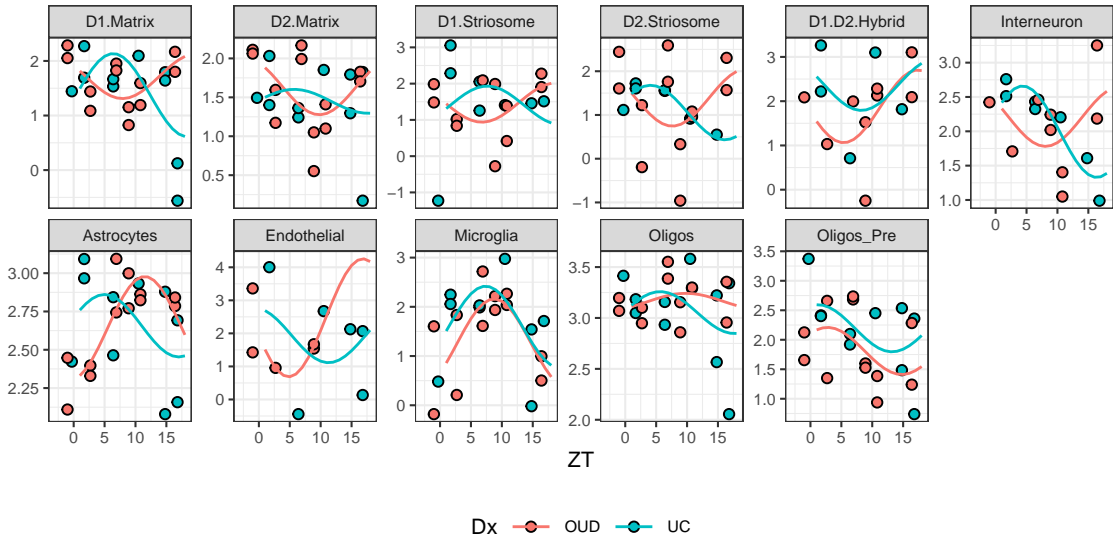 D1.Matrix D2.Matrix D1.Striosome D2.Striosome D1.D2.Hybrid Interneuron
2 1 0
2.0 1.5 1.0 0.5
3 2 1 0 −1
2 1 0 −1
3 2 1 0
3.0 2.5 2.0 1.5 1.0
0 5 10 15
Astrocytes Endothelial Microglia Oligos Oligos_Pre
3.00 2.75 2.50 2.25
4 3 2 1 0
3 2 1 0
3.5 3.0 2.5 2.0
3.5 3.0 2.5 2.0 1.5 1.0
0 5 10 15 0 5 10 15 0 5 10 15 0 5 10 15 0 5 10 15
ZT
Dx OUD UC